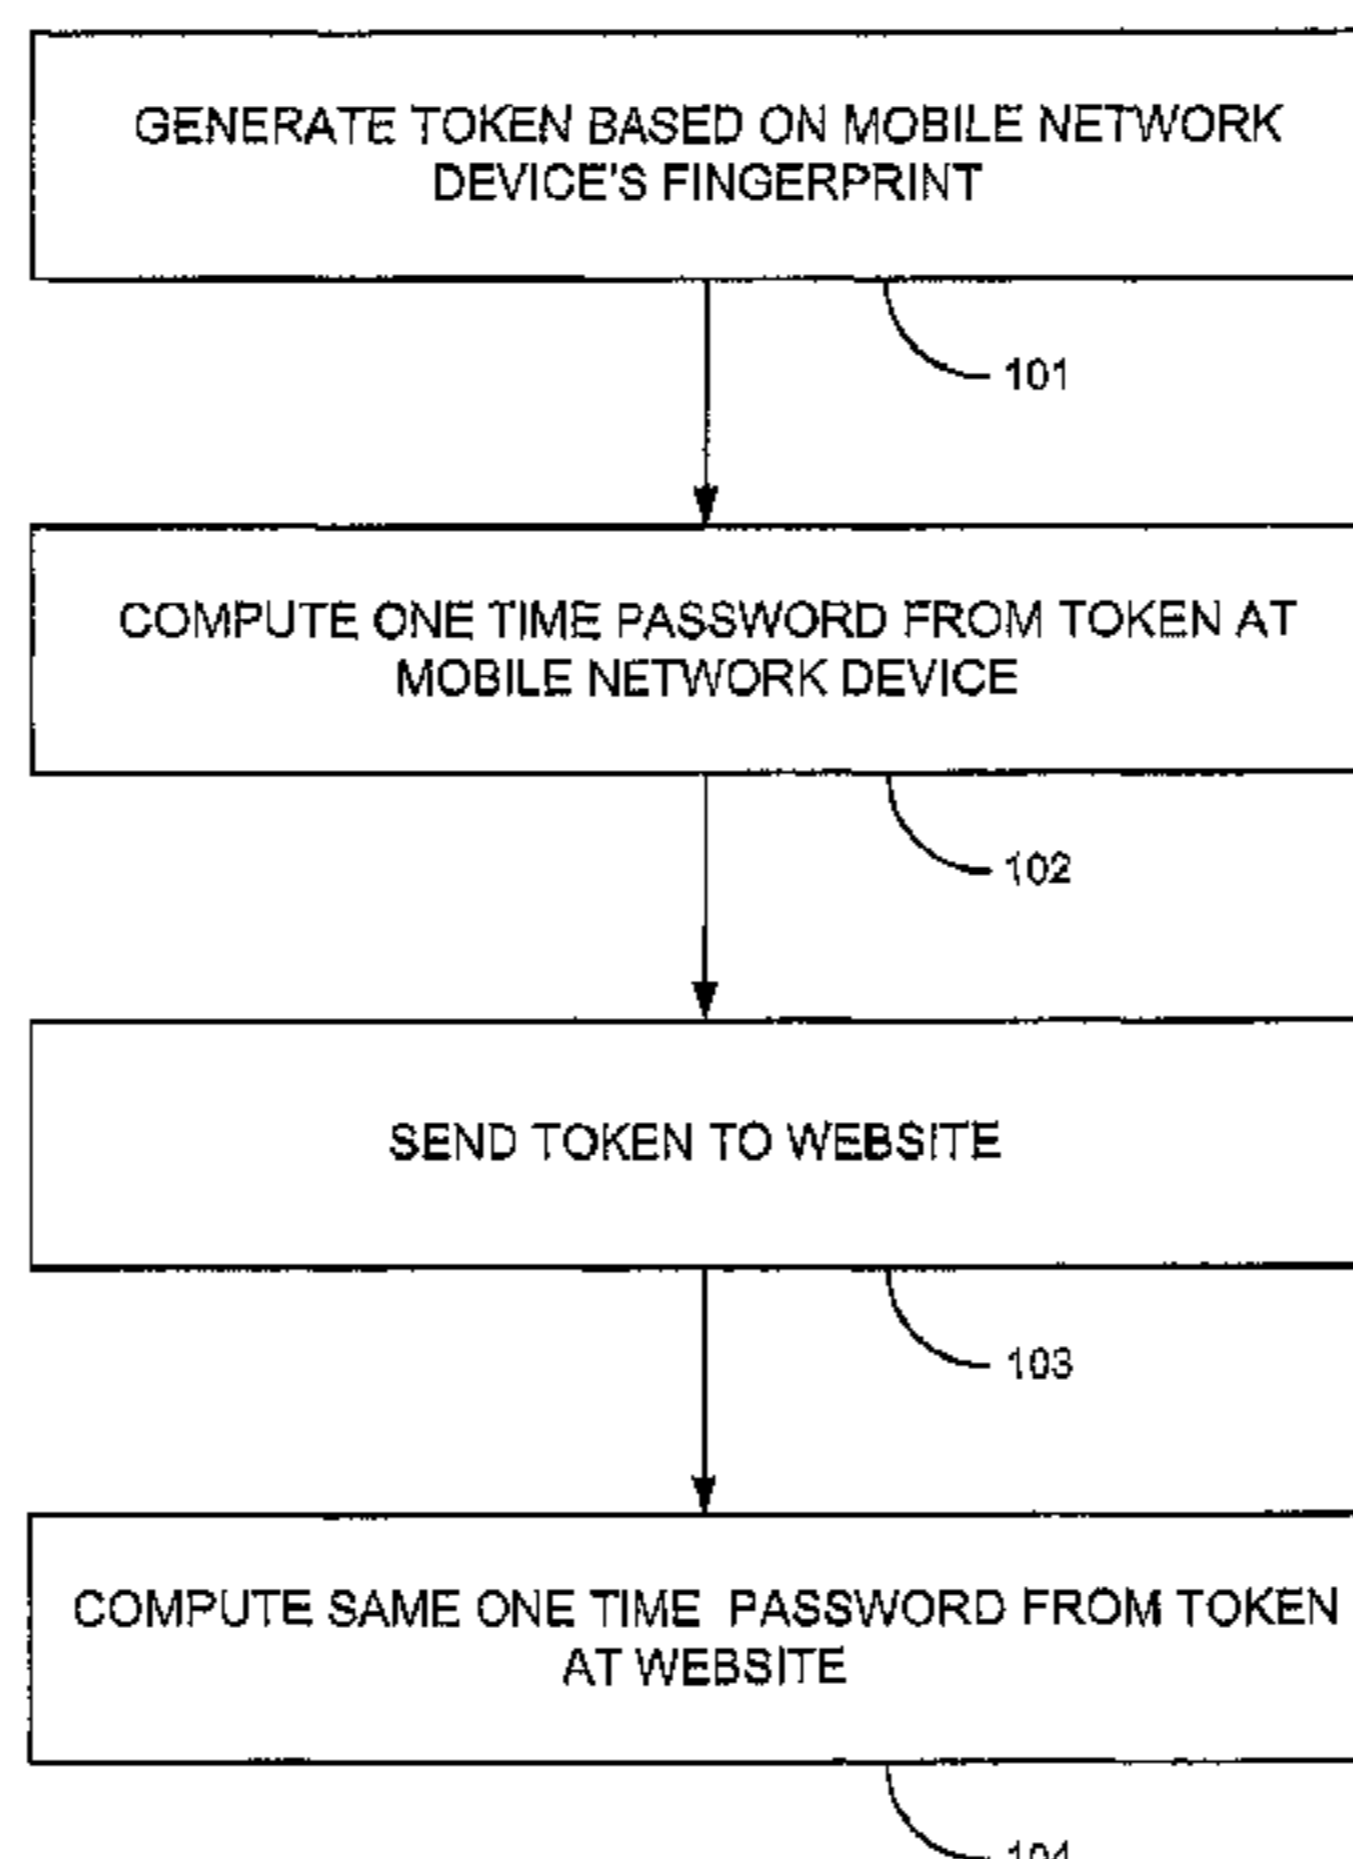 GENERATE TOKEN BASED ON MOBILE NETWORK
DEVICE'S FINGERPRINT
101
COMPUTE ONE TIME PASSWORD FROM TOKEN AT
MOBILE NETWORK DEVICE
102
SEND TOKEN TO WEBSITE
103
COMPUTE SAME ONE TIME PASSWORD FROM TOKEN
AT WEBSITE
104